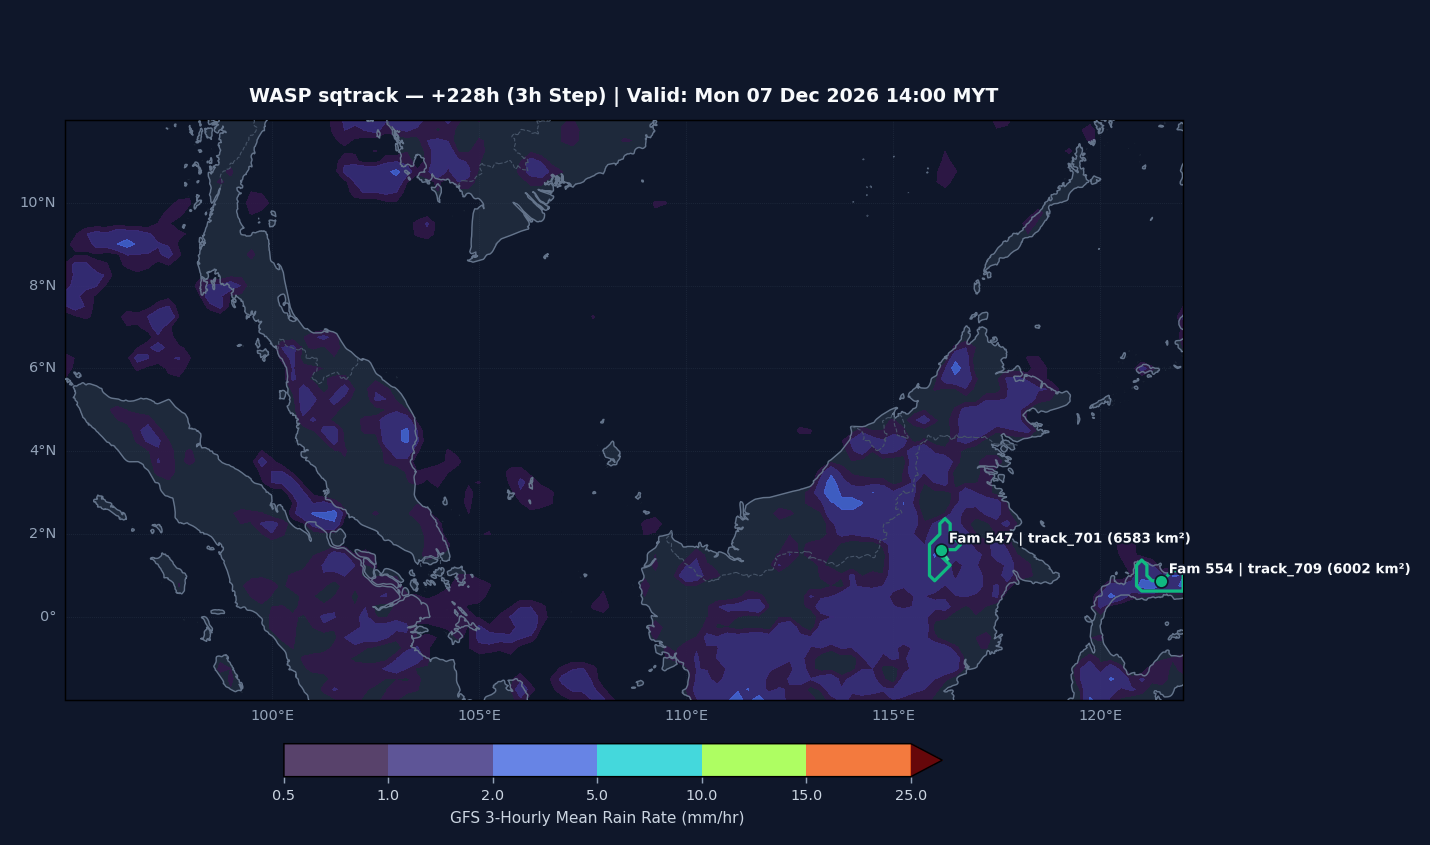 WASP sqtrack — +228h (3h Step) | Valid: Mon 07 Dec 2026 14:00 MYT
10°N
8°N
6°N
4°N
2°N
0°
Fam 547 | track_701 (6583 km²)
Fam 554 | track_709 (6002 km²)
100°E 105°E 110°E 115°E 120°E
0.5 1.0 2.0 5.0 10.0 15.0 25.0
GFS 3-Hourly Mean Rain Rate (mm/hr)